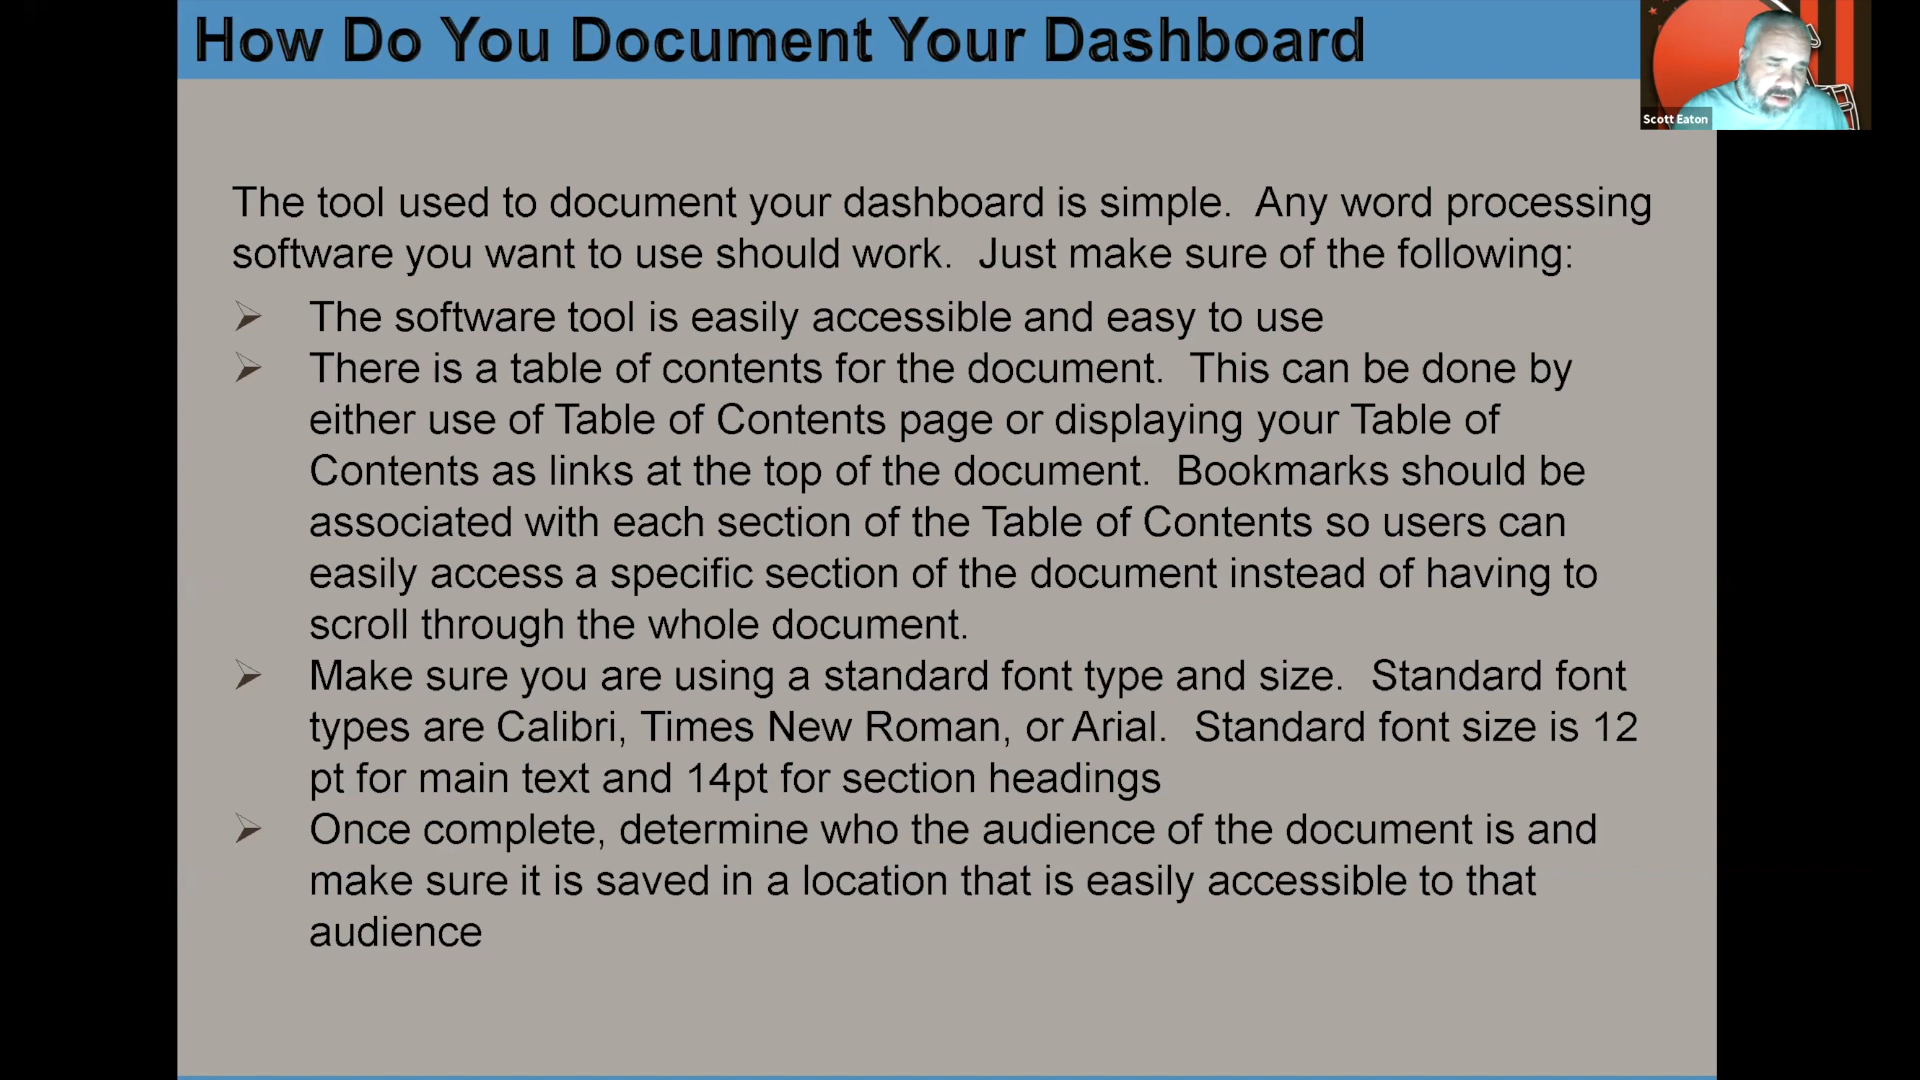 How Do You Document Your Dashboard
Scott Eaton
The tool used to document your dashboard is simple.  Any word processing
software you want to use should work.  Just make sure of the following:
The software tool is easily accessible and easy to use
There is a table of contents for the document.  This can be done by
either use of Table of Contents page or displaying your Table of
Contents as links at the top of the document.  Bookmarks should be
associated with each section of the Table of Contents so users can
easily access a specific section of the document instead of having to
scroll through the whole document.
Make sure you are using a standard font type and size.  Standard font
types are Calibri, Times New Roman, or Arial.  Standard font size is 12
pt for main text and 14pt for section headings
Once complete, determine who the audience of the document is and
make sure it is saved in a location that is easily accessible to that
audience